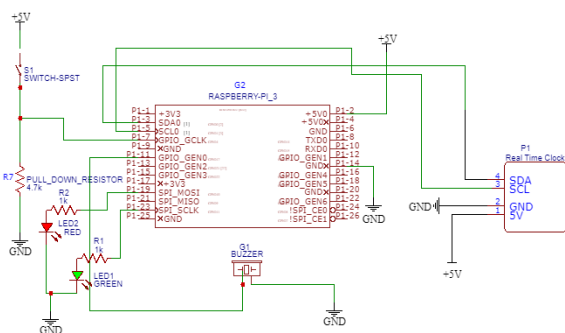 +5V
S1
SWITCH-SPST
R7
PULL_DOWN_RESISTOR
4.7k
GND
R2
1k
LED2
RED
R1
1k
LED1
GREEN
GND
G2
RASPBERRY-PI_3
P1-1 +3V3
P1-3 SDA0
P1-5 SCL0
P1-7 GPIO_GCLK
P1-9 GND
P1-11 GPIO_GEN0
P1-13 GPIO_GEN2
P1-15 GPIO_GEN3
P1-17 +3V3
P1-19 SPI_MOSI
P1-21 SPI_MISO
P1-23 SPI_SCLK
P1-25 GND
+5V0 P1-2
+5V0 P1-4
GND P1-6
TXD0 P1-8
RXD0 P1-10
GPIO_GEN1 P1-12
GND P1-14
GPIO_GEN4 P1-16
GPIO_GEN5 P1-18
GND P1-20
GPIO_GEN6 P1-22
!SPI_CE0 P1-24
!SPI_CE1 P1-26
+5V
GND
G1
BUZZER
GND
P1
Real Time Clock
4 SDA
3 SCL
GND 2 GND
1 5V
+5V